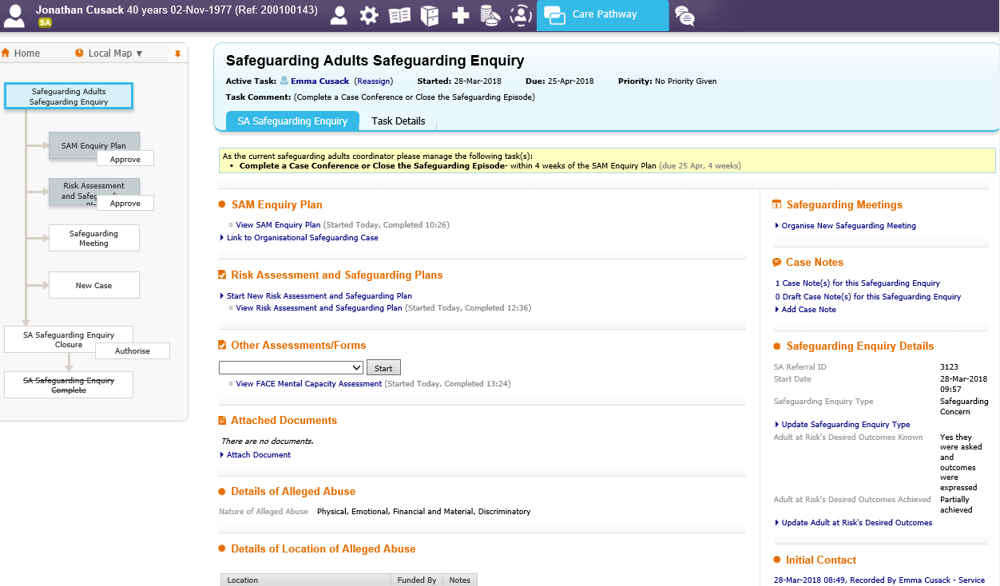 Jonathan Cusack 40 years 02-Nov-1977 (Ref: 200100143)
SA
Care Pathway
Home
Local Map ▼
Safeguarding Adults
Safeguarding Enquiry
SAM Enquiry Plan
Approve
Risk Assessment
and
Approve
Safeguarding
Meeting
New Case
SA Safeguarding Enquiry
Closure
Authorise
SA Safeguarding Enquiry
Complete
Safeguarding Adults Safeguarding Enquiry
Active Task: Emma Cusack (Reassign) Started: 28-Mar-2018 Due: 25-Apr-2018 Priority: No Priority Given
Task Comment: (Complete a Case Conference or Close the Safeguarding Episode)
SA Safeguarding Enquiry
Task Details
As the current safeguarding adults coordinator please manage the following task(s):
• Complete a Case Conference or Close the Safeguarding Episode- within 4 weeks of the SAM Enquiry Plan (due 25 Apr, 4 weeks)
SAM Enquiry Plan
View SAM Enquiry Plan (Started Today, Completed 10:26)
Link to Organisational Safeguarding Case
Risk Assessment and Safeguarding Plans
Start New Risk Assessment and Safeguarding Plan
View Risk Assessment and Safeguarding Plan (Started Today, Completed 12:36)
Other Assessments/Forms
Start
View FACE Mental Capacity Assessment (Started Today, Completed 13:24)
Attached Documents
There are no documents.
Attach Document
Details of Alleged Abuse
Nature of Alleged Abuse Physical, Emotional, Financial and Material, Discriminatory
Details of Location of Alleged Abuse
Location Funded By Notes
Safeguarding Meetings
Organise New Safeguarding Meeting
Case Notes
1 Case Note(s) for this Safeguarding Enquiry
0 Draft Case Note(s) for this Safeguarding Enquiry
Add Case Note
Safeguarding Enquiry Details
SA Referral ID 3123
Start Date 28-Mar-2018
09:57
Safeguarding Enquiry Type Safeguarding
Concern
Update Safeguarding Enquiry Type
Adult at Risk's Desired Outcomes Known Yes they
were asked
and
outcomes
were
expressed
Adult at Risk's Desired Outcomes Achieved Partially
achieved
Update Adult at Risk's Desired Outcomes
Initial Contact
28-Mar-2018 08:49, Recorded By Emma Cusack - Service